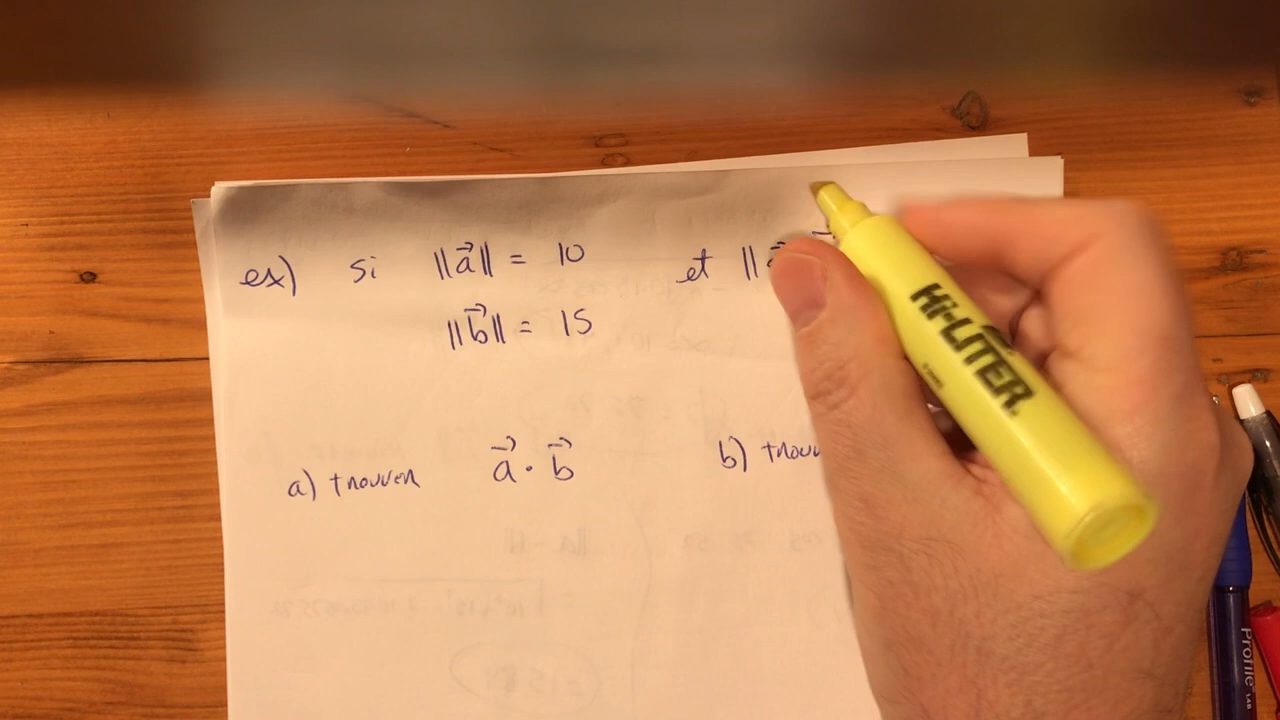 ex) si ||a⃗|| = 10 et ||
||b⃗|| = 15
a) trouver a⃗ · b⃗ b) trouv
Hi-LITER
Profile